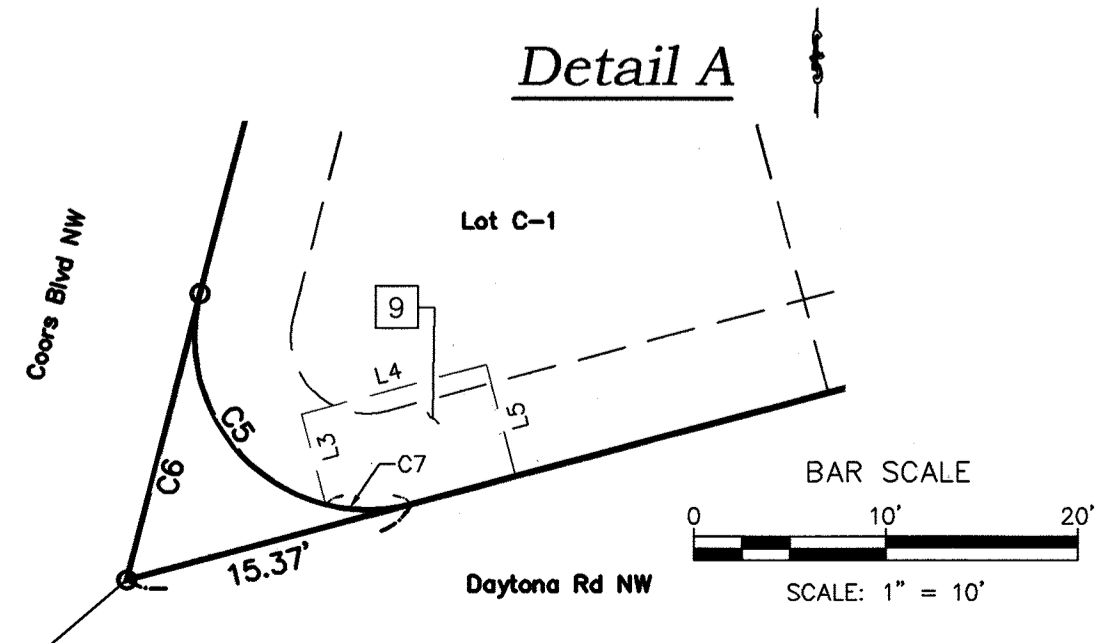 Detail A
Coors Blvd NW
Lot C-1
9
L4
L3
L5
C5
C6
C7
15.37'
Daytona Rd NW
BAR SCALE
0 10' 20'
SCALE: 1" = 10'